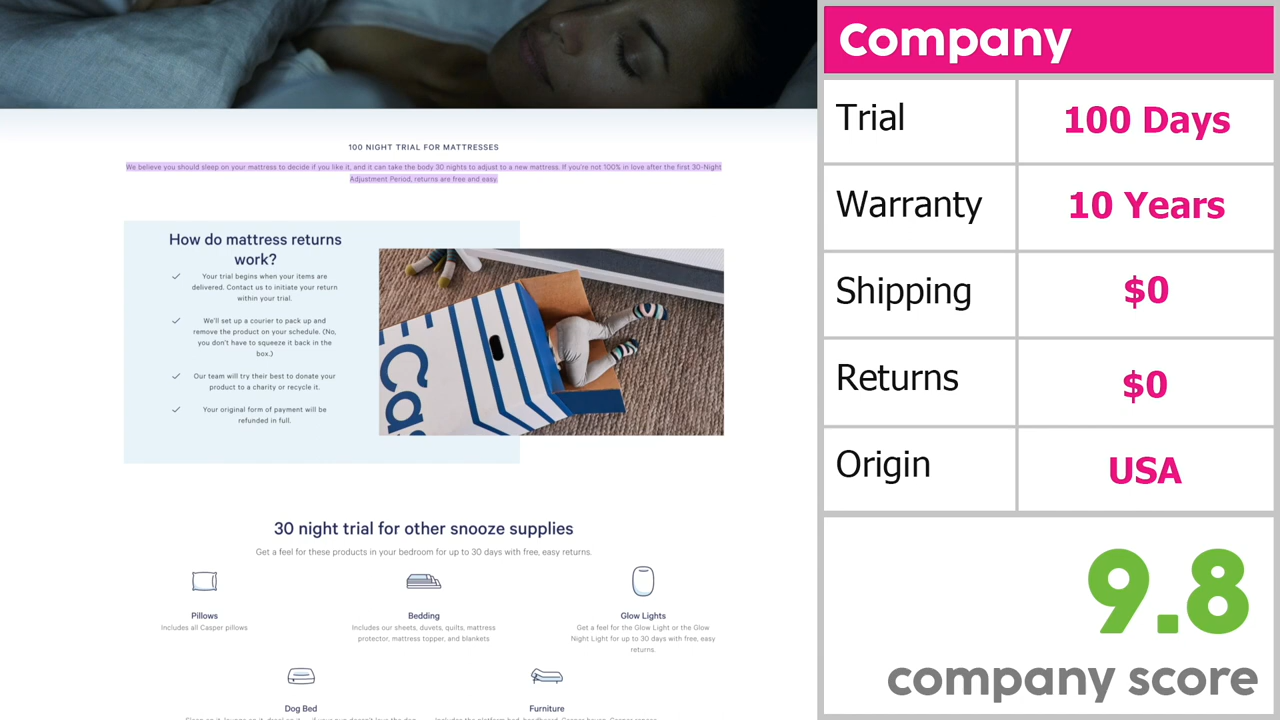 100 NIGHT TRIAL FOR MATTRESSES
We believe you should sleep on your mattress to decide if you like it, and it can take the body 30 nights to adjust to a new mattress. If you're not 100% in love after the first 30-Night
Adjustment Period, returns are free and easy.
How do mattress returns
work?
Your trial begins when your items are
delivered. Contact us to initiate your return
within your trial.
We'll set up a courier to pack up and
remove the product on your schedule. (No,
you don't have to squeeze it back in the
box.)
Our team will try their best to donate your
product to a charity or recycle it.
Your original form of payment will be
refunded in full.
Ca
30 night trial for other snooze supplies
Get a feel for these products in your bedroom for up to 30 days with free, easy returns.
Pillows
Includes all Casper pillows
Bedding
Includes our sheets, duvets, quilts, mattress
protector, mattress topper, and blankets
Glow Lights
Get a feel for the Glow Light or the Glow
Night Light for up to 30 days with free, easy
returns.
Dog Bed
Furniture
Company
Trial 100 Days
Warranty 10 Years
Shipping $0
Returns $0
Origin USA
9.8
company score